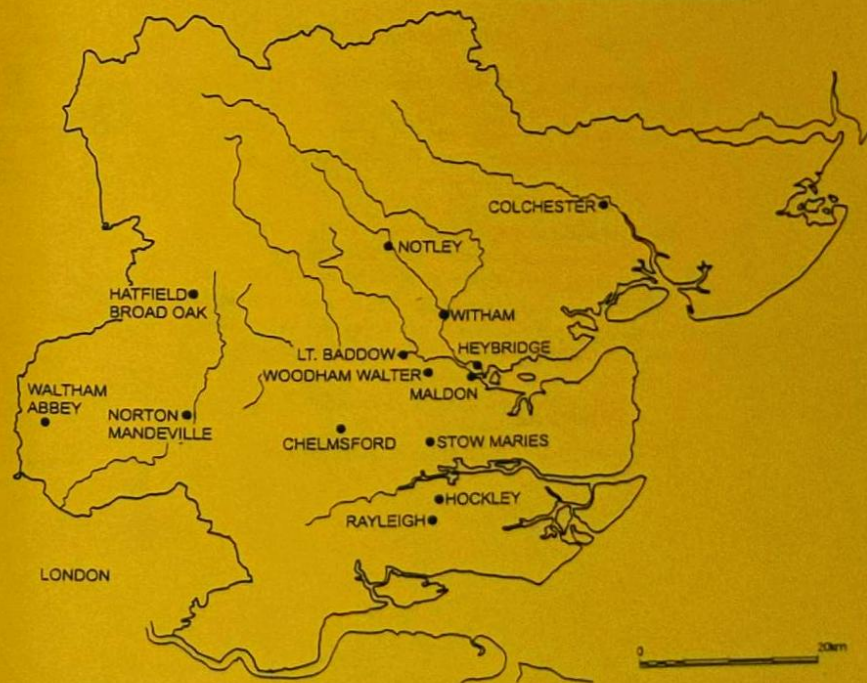 COLCHESTER
NOTLEY
HATFIELD
BROAD OAK
WITHAM
HEYBRIDGE
LT. BADDOW
WOODHAM WALTER
MALDON
WALTHAM
ABBEY
NORTON
MANDEVILLE
CHELMSFORD
STOW MARIES
HOCKLEY
RAYLEIGH
LONDON
0
20km